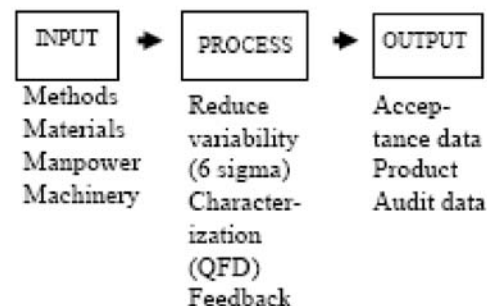 INPUT
PROCESS
OUTPUT
Methods
Materials
Manpower
Machinery
Reduce
variability
(6 sigma)
Character-
ization
(QFD)
Feedback
Accep-
tance data
Product
Audit data